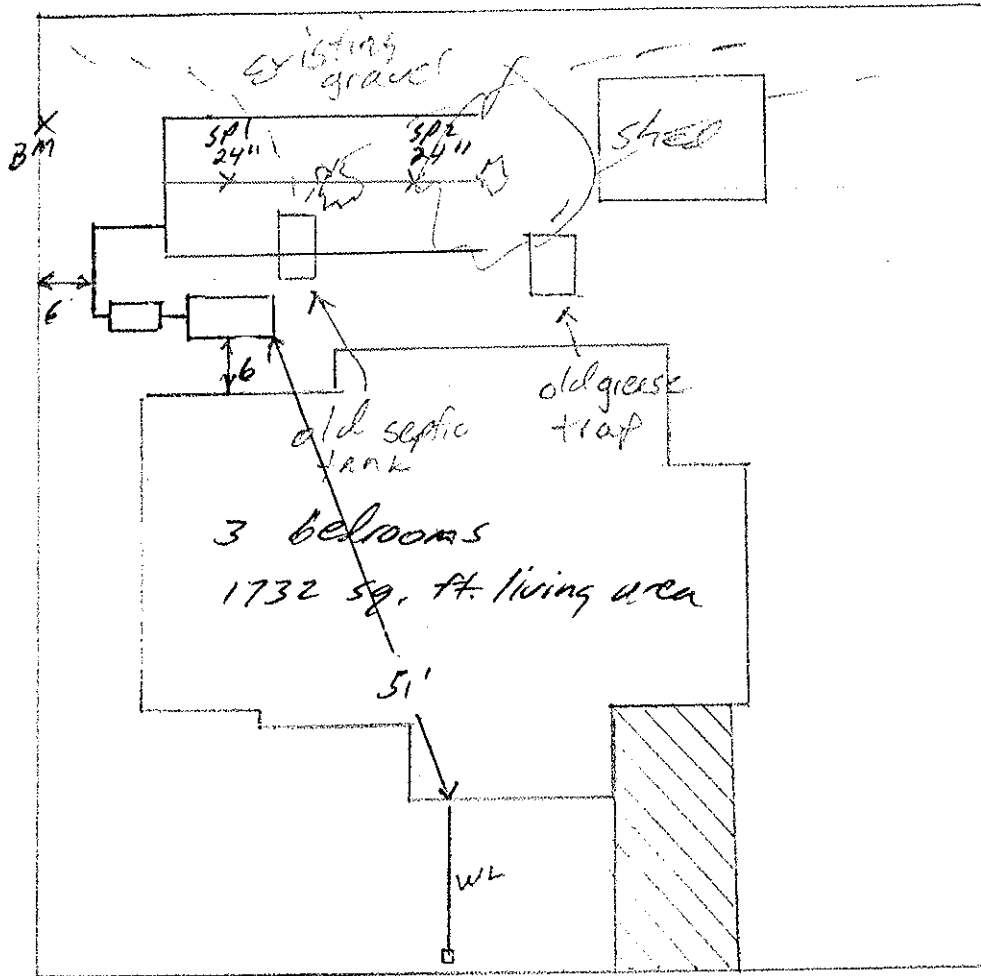 existing
gravel
shed
BM
SP1
24"
SP2
24"
6
6
old septic
tank
old grease
trap
3 bedrooms
1732 sq. ft. living area
51'
WL